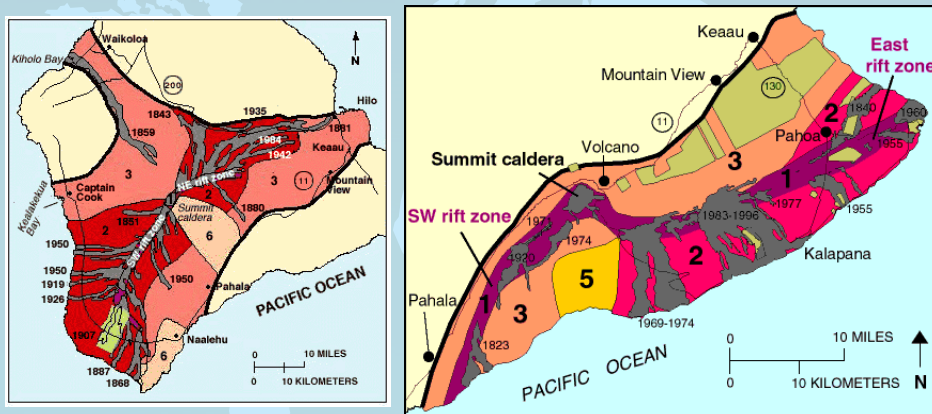 Waikoloa
Kiholo Bay
N
200
1843
1935
Hilo
1859
1881
1984
1942
Keaau
3
NE rift zone
3
11
Mountain
View
Captain
Cook
Kealakekua
Bay
2
1880
Summit
caldera
1851
2
6
SW rift zone
1950
1950
1919
1926
1950
Pahala
PACIFIC OCEAN
1907
Naalehu
6
1887
1868
0
10 MILES
0
10 KILOMETERS
Keaau
East
rift zone
Mountain View
130
2
1840
1960
11
Pahoa
1955
Volcano
Summit caldera
3
1
1977
SW rift zone
1971
1983-1996
1955
1974
1920
2
Kalapana
5
Pahala
1
3
1823
1969-1974
0
10 MILES
PACIFIC OCEAN
0
10 KILOMETERS
N